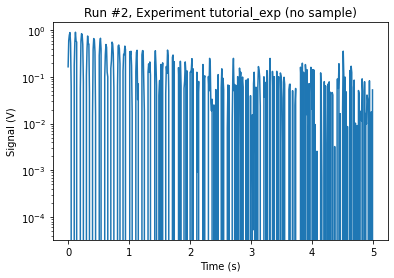 Run #2, Experiment tutorial_exp (no sample)
10⁰
10⁻¹
10⁻²
10⁻³
10⁻⁴
Signal (V)
0 1 2 3 4 5
Time (s)